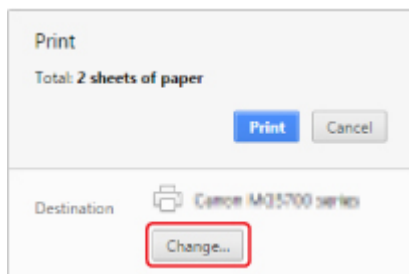 Print
Total: 2 sheets of paper
Print Cancel
Destination
Canon series
Change...